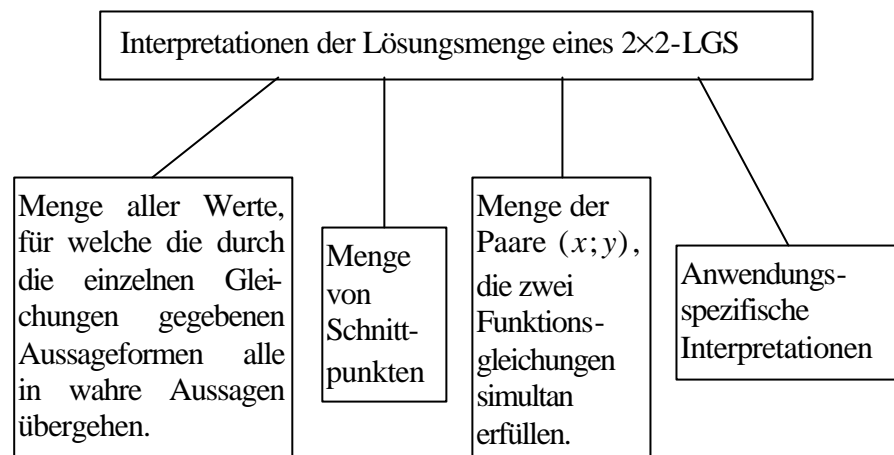 Interpretationen der Lösungsmenge eines 2×2-LGS
Menge aller Werte,
für welche die durch
die einzelnen Glei-
chungen gegebenen
Aussageformen alle
in wahre Aussagen
übergehen.
Menge
von
Schnitt-
punkten
Menge der
Paare (x; y),
die zwei
Funktions-
gleichungen
simultan
erfüllen.
Anwendungs-
spezifische
Interpretationen